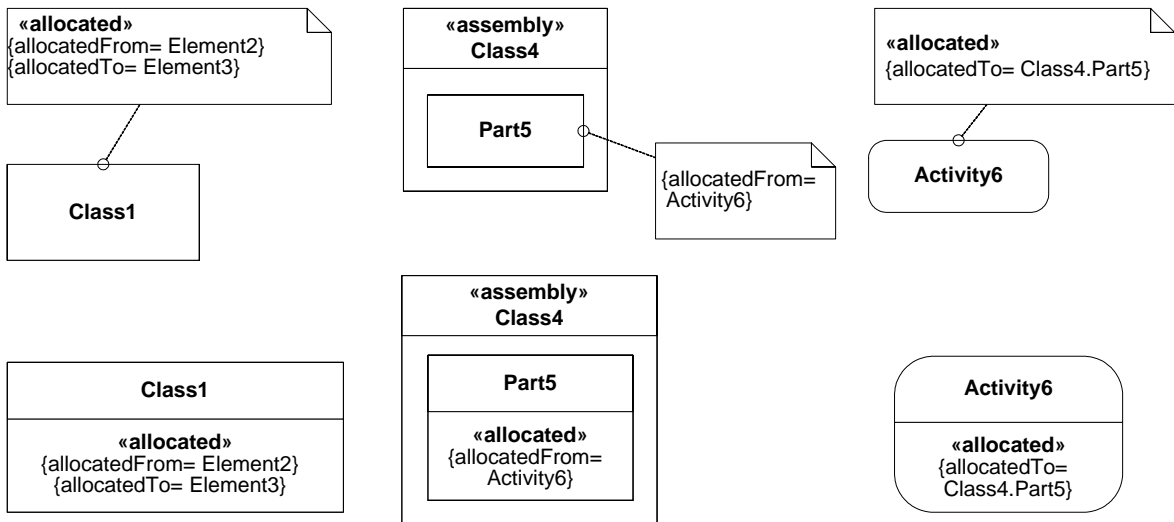 «allocated»
{allocatedFrom= Element2}
{allocatedTo= Element3}
Class1
«assembly»
Class4
Part5
{allocatedFrom=
Activity6}
«allocated»
{allocatedTo= Class4.Part5}
Activity6
Class1
«allocated»
{allocatedFrom= Element2}
{allocatedTo= Element3}
«assembly»
Class4
Part5
«allocated»
{allocatedFrom=
Activity6}
Activity6
«allocated»
{allocatedTo=
Class4.Part5}